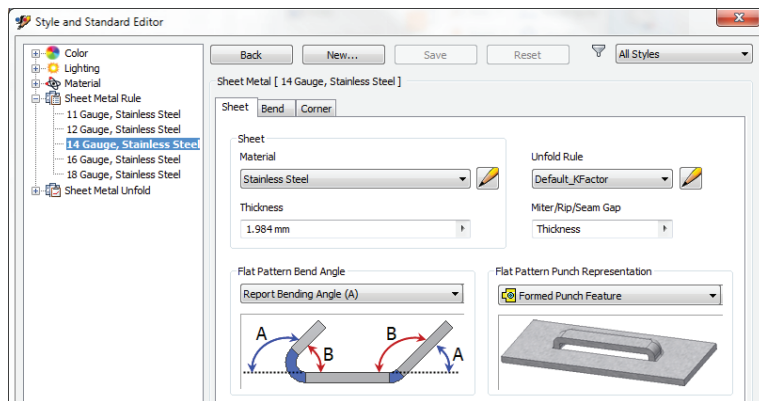 Style and Standard Editor
Color
Lighting
Material
Sheet Metal Rule
11 Gauge, Stainless Steel
12 Gauge, Stainless Steel
14 Gauge, Stainless Steel
16 Gauge, Stainless Steel
18 Gauge, Stainless Steel
Sheet Metal Unfold
Back New... Save Reset All Styles
Sheet Metal [ 14 Gauge, Stainless Steel ]
Sheet Bend Corner
Sheet
Material
Stainless Steel
Thickness
1.984 mm
Unfold Rule
Default_KFactor
Miter/Rip/Seam Gap
Thickness
Flat Pattern Bend Angle
Report Bending Angle (A)
A B B A
Flat Pattern Punch Representation
Formed Punch Feature